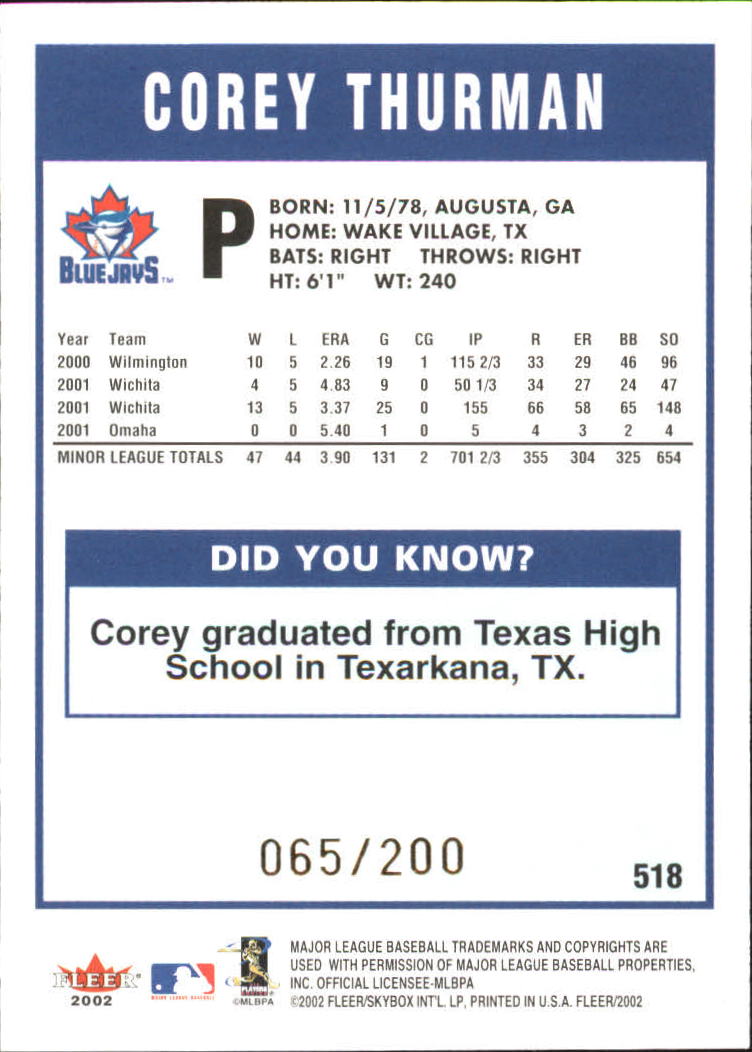 COREY THURMAN
BLUE JAYS TM
P
BORN: 11/5/78, AUGUSTA, GA
HOME: WAKE VILLAGE, TX
BATS: RIGHT THROWS: RIGHT
HT: 6'1" WT: 240
Year Team W L ERA G CG IP R ER BB SO
2000 Wilmington 10 5 2.26 19 1 115 2/3 33 29 46 96
2001 Wichita 4 5 4.83 9 0 50 1/3 34 27 24 47
2001 Wichita 13 5 3.37 25 0 155 66 58 65 148
2001 Omaha 0 0 5.40 1 0 5 4 3 2 4
MINOR LEAGUE TOTALS 47 44 3.90 131 2 701 2/3 355 304 325 654
DID YOU KNOW?
Corey graduated from Texas High
School in Texarkana, TX.
065/200
518
FLEER®
2002
MAJOR LEAGUE BASEBALL
PLAYERS
©MLBPA
MAJOR LEAGUE BASEBALL TRADEMARKS AND COPYRIGHTS ARE
USED WITH PERMISSION OF MAJOR LEAGUE BASEBALL PROPERTIES,
INC. OFFICIAL LICENSEE-MLBPA
©2002 FLEER/SKYBOX INT'L. LP, PRINTED IN U.S.A. FLEER/2002